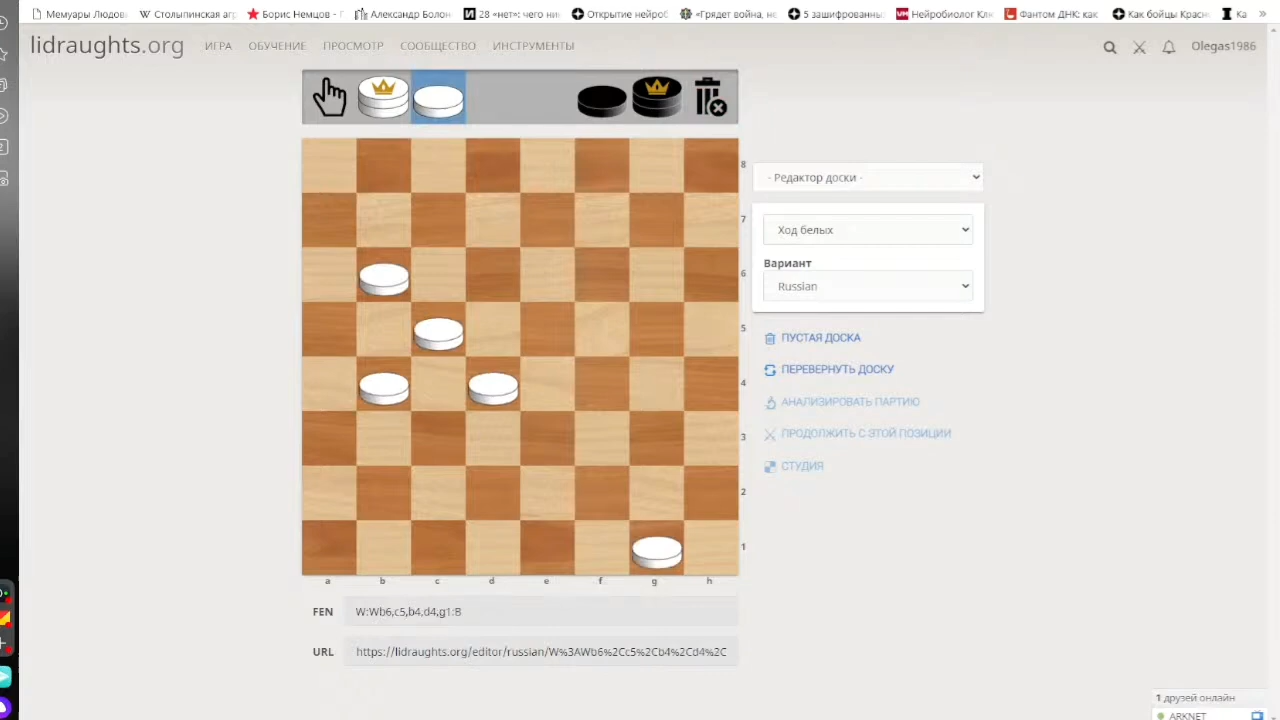 Мемуары Людов
Столыпинская аг
Борис Немцов - Г
Александр Болон
28 «нет»: чего ни
Открытие нейроб
«Грядет война, не
5 зашифрованны
Нейробиолог Клю
Фантом ДНК: как
Как бойцы Красн
Ка
lidraughts.org
ИГРА ОБУЧЕНИЕ ПРОСМОТР СООБЩЕСТВО ИНСТРУМЕНТЫ
Olegas1986
- Редактор доски -
Ход белых
Вариант
Russian
ПУСТАЯ ДОСКА
ПЕРЕВЕРНУТЬ ДОСКУ
АНАЛИЗИРОВАТЬ ПАРТИЮ
ПРОДОЛЖИТЬ С ЭТОЙ ПОЗИЦИИ
СТУДИЯ
8
7
6
5
4
3
2
1
a b c d e f g h
FEN W:Wb6,c5,b4,d4,g1:B
URL https://lidraughts.org/editor/russian/W%3AWb6%2Cc5%2Cb4%2Cd4%2C
1 друзей онлайн
ARKNET